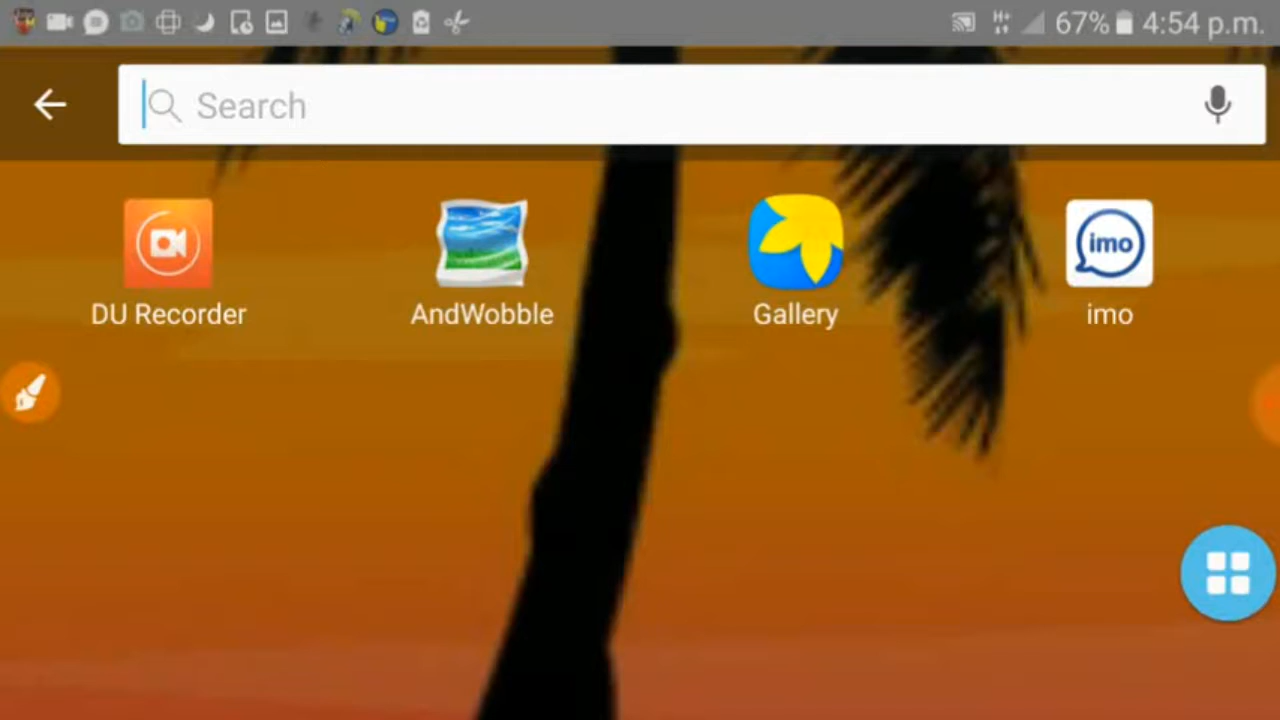 67% 4:54 p.m.
Search
imo
DU Recorder
AndWobble
Gallery
imo